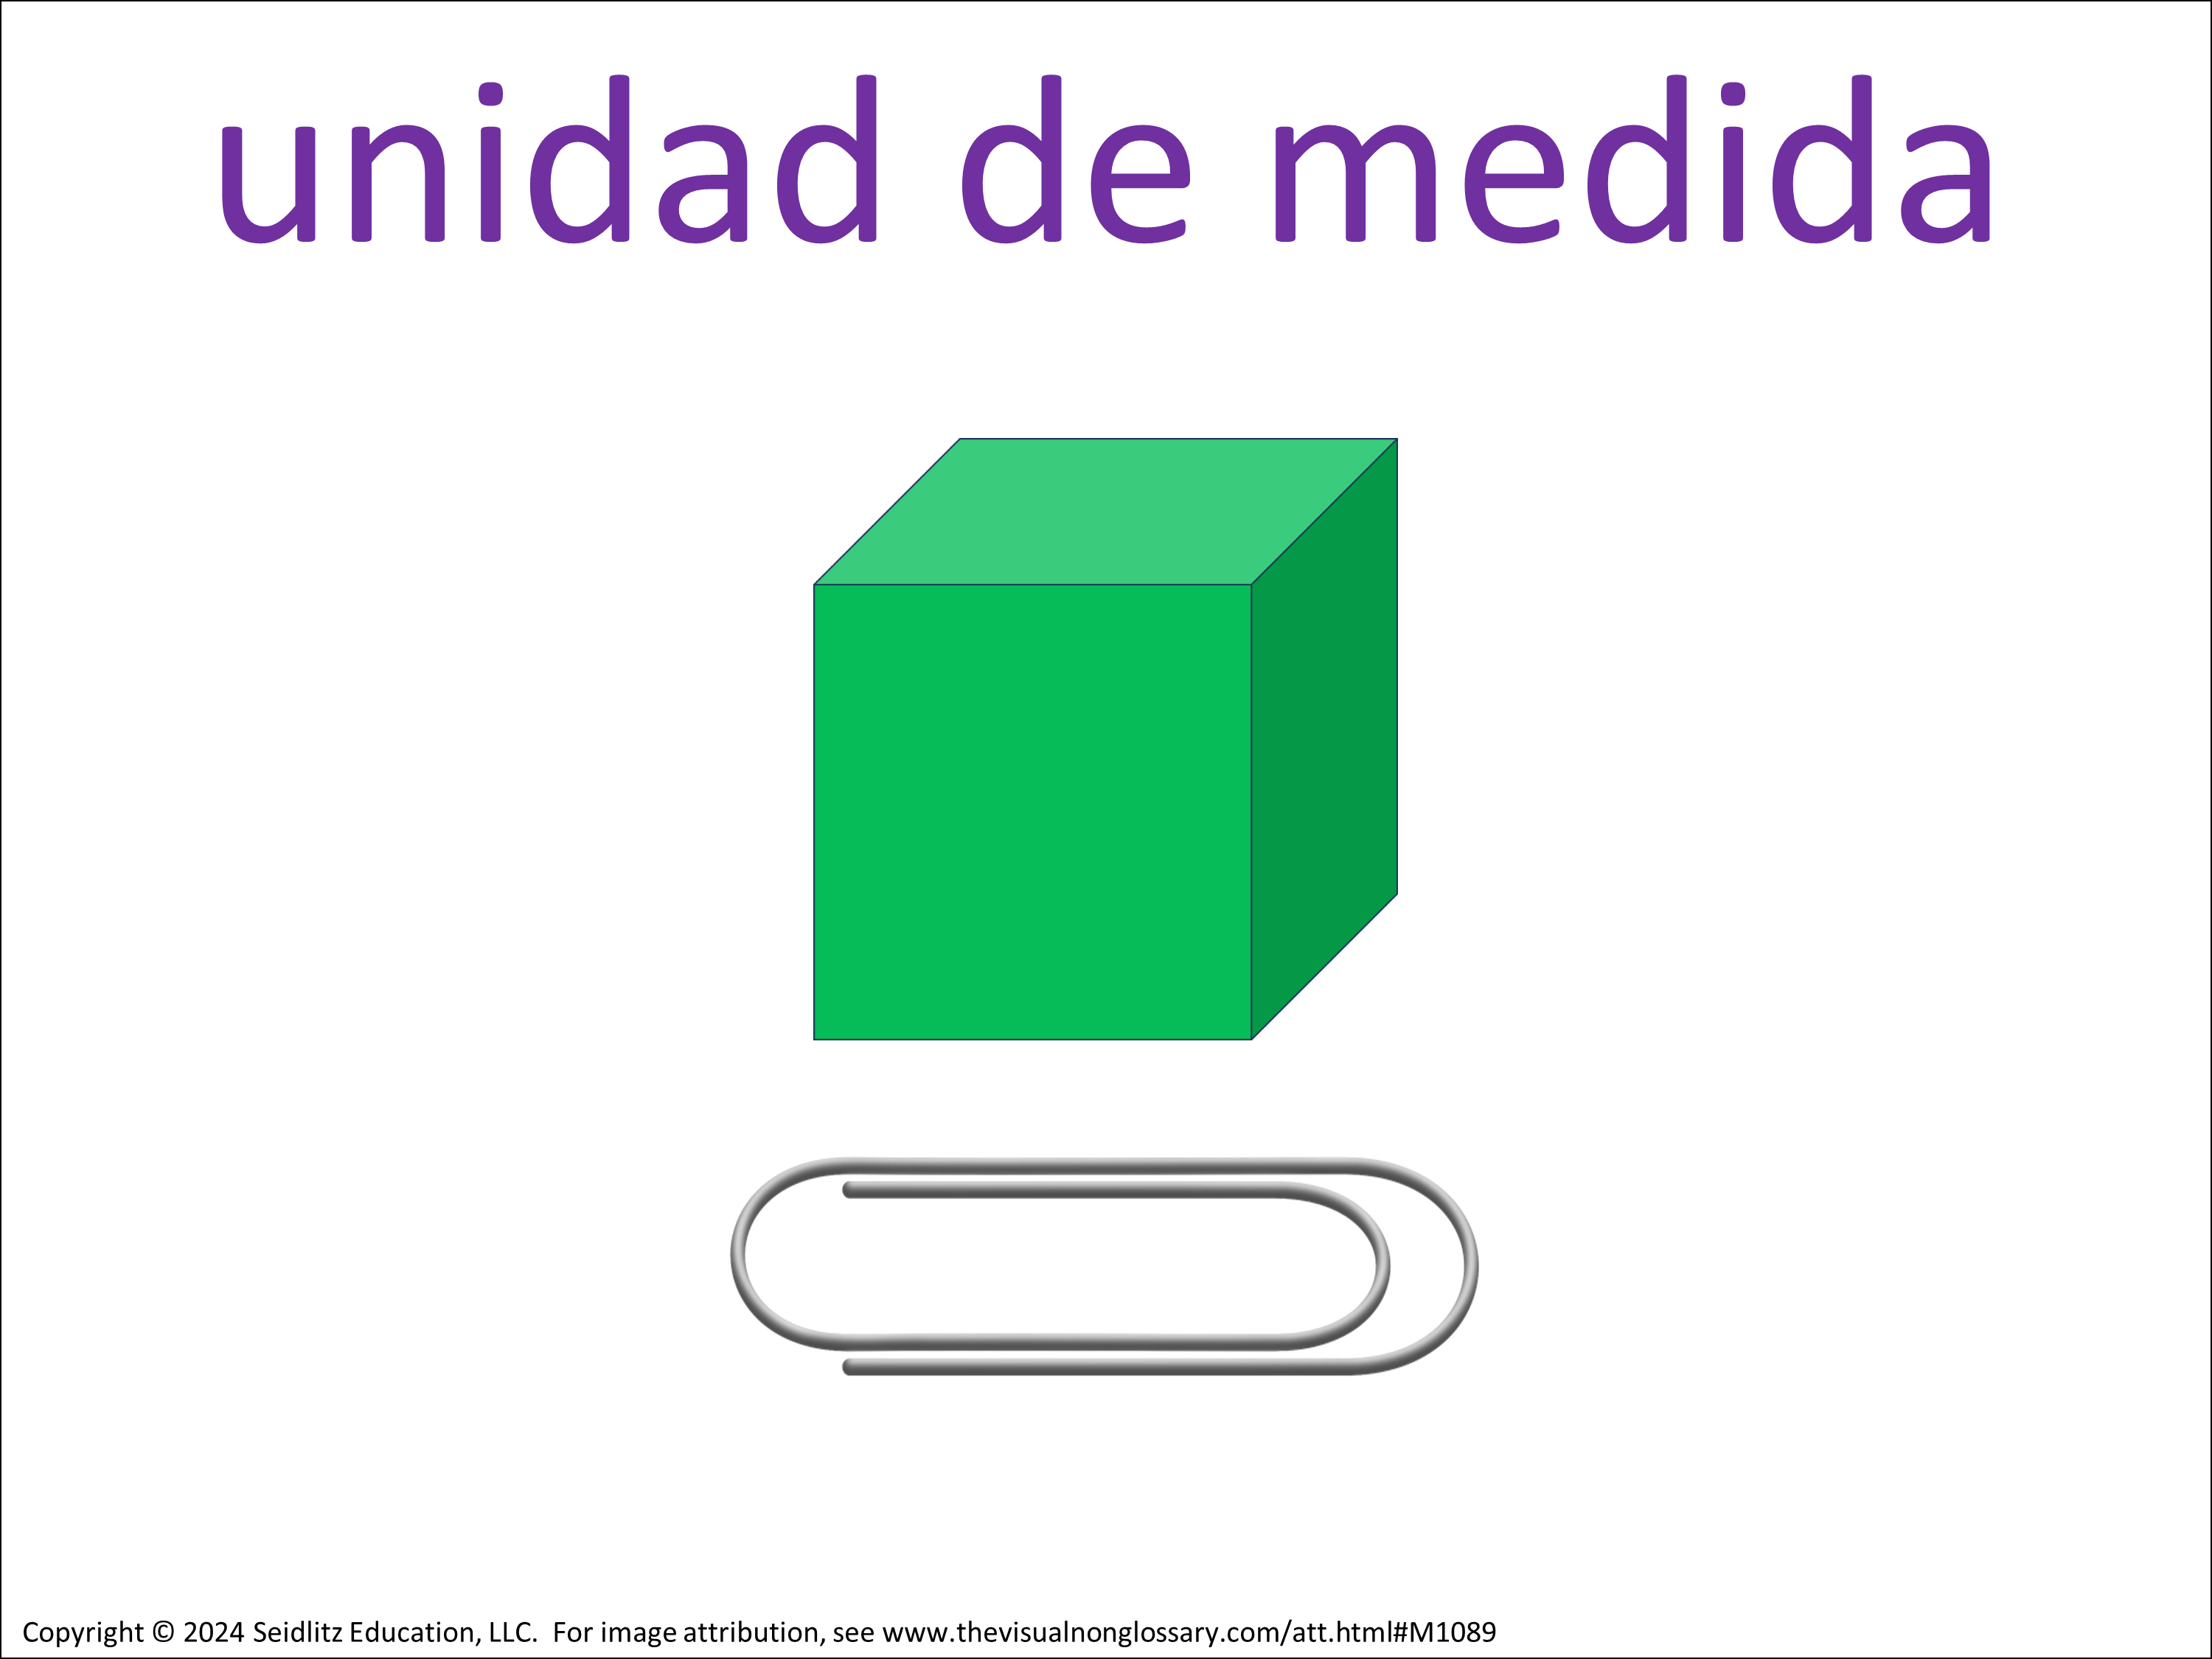 unidad de medida
Copyright © 2024 Seidlitz Education, LLC.  For image attribution, see www.thevisualnonglossary.com/att.html#M1089